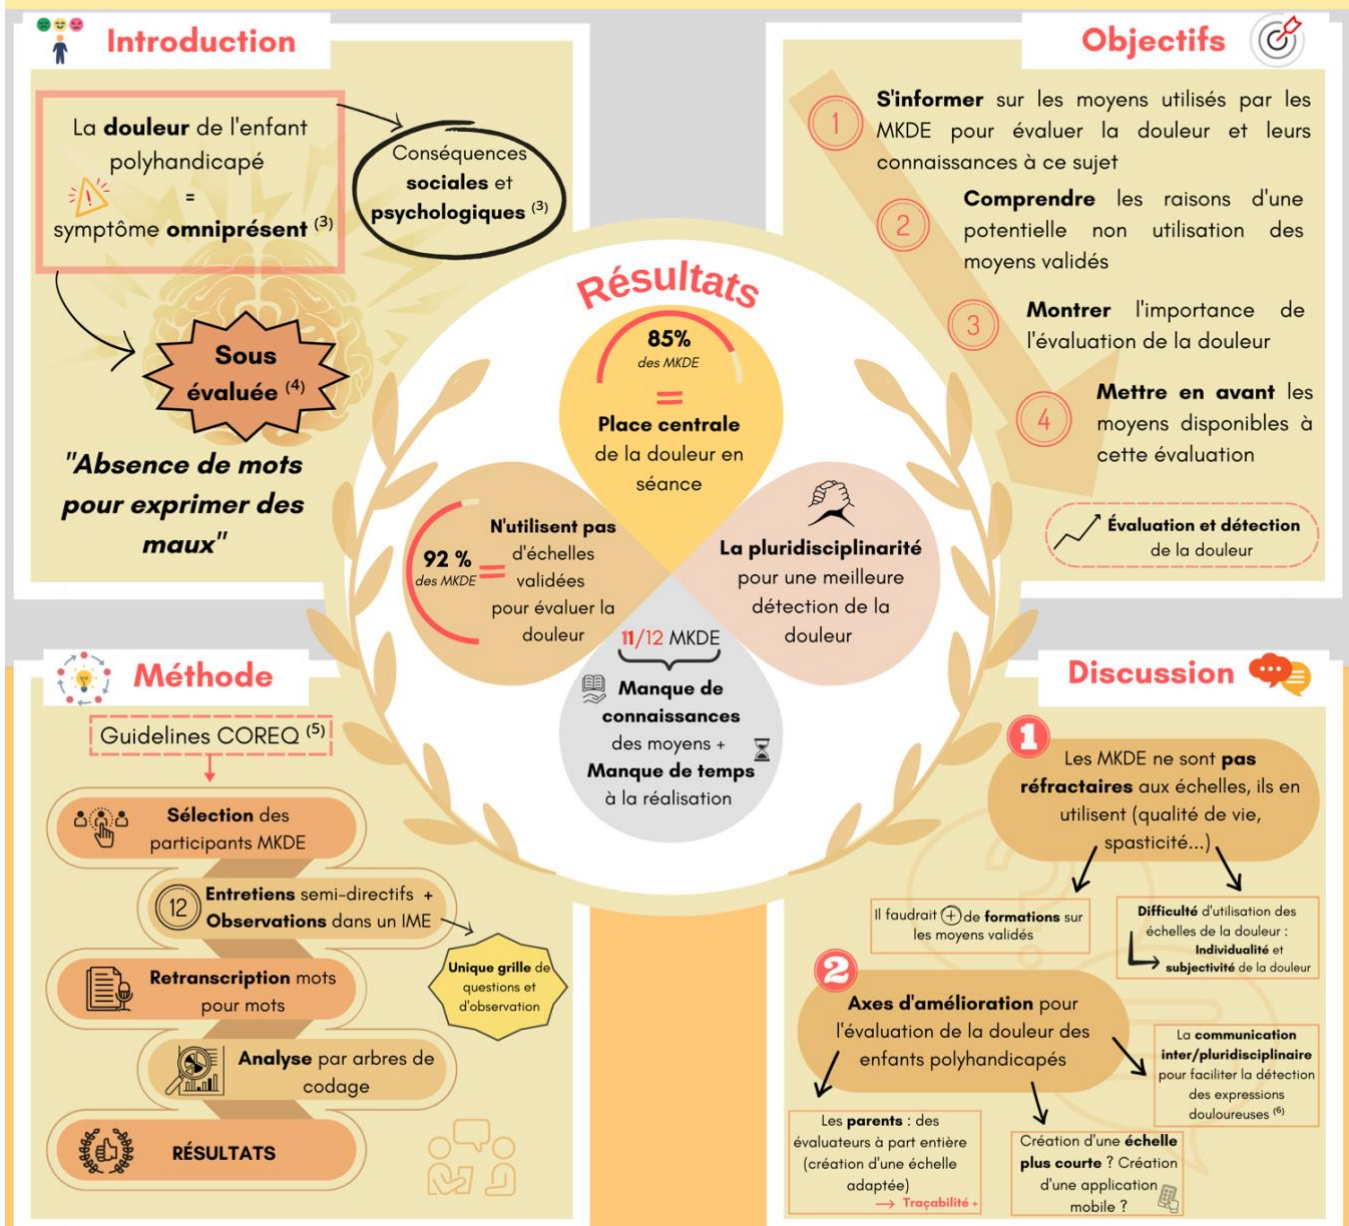 Introduction
La douleur de l'enfant
polyhandicapé
=
symptôme omniprésent (3)
Conséquences
sociales et
psychologiques (3)
Sous
évaluée (4)
"Absence de mots
pour exprimer des
maux"
Objectifs
1
S'informer sur les moyens utilisés par les
MKDE pour évaluer la douleur et leurs
connaissances à ce sujet
2
Comprendre les raisons d'une
potentielle non utilisation des
moyens validés
3
Montrer l'importance de
l'évaluation de la douleur
4
Mettre en avant les
moyens disponibles à
cette évaluation
Évaluation et détection
de la douleur
Résultats
85%
des MKDE
=
Place centrale
de la douleur en
séance
92 %
des MKDE
=
N'utilisent pas
d'échelles
validées
pour évaluer la
douleur
La pluridisciplinarité
pour une meilleure
détection de la
douleur
11/12 MKDE
Manque de
connaissances
des moyens +
Manque de temps
à la réalisation
Méthode
Guidelines COREQ (5)
Sélection des
participants MKDE
12
Entretiens semi-directifs +
Observations dans un IME
Unique grille de
questions et
d'observation
Retranscription mots
pour mots
Analyse par arbres de
codage
RÉSULTATS
Discussion
1
Les MKDE ne sont pas
réfractaires aux échelles, ils en
utilisent (qualité de vie,
spasticité...)
Il faudrait + de formations sur
les moyens validés
Difficulté d'utilisation des
échelles de la douleur :
Individualité et
subjectivité de la douleur
2
Axes d'amélioration pour
l'évaluation de la douleur des
enfants polyhandicapés
La communication
inter/pluridisciplinaire
pour faciliter la détection
des expressions
douloureuses (6)
Les parents : des
évaluateurs à part entière
(création d'une échelle
adaptée)
→ Traçabilité +
Création d'une échelle
plus courte ? Création
d'une application
mobile ?